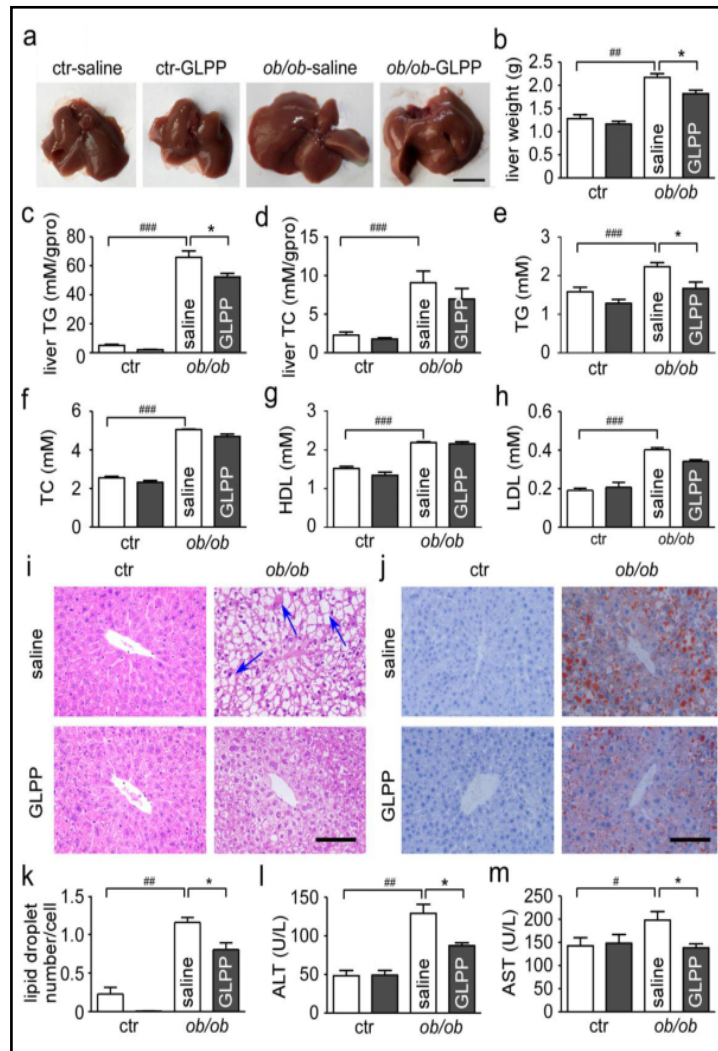 a
ctr-saline
ctr-GLPP
ob/ob-saline
ob/ob-GLPP
b
liver weight (g)
2.5
2.0
1.5
1.0
0.5
0
##
*
saline
GLPP
ctr
ob/ob
c
liver TG (mM/gpro)
80
60
40
20
0
###
*
saline
GLPP
ctr
ob/ob
d
liver TC (mM/gpro)
15
10
5
0
###
saline
GLPP
ctr
ob/ob
e
TG (mM)
3
2
1
0
###
*
saline
GLPP
ctr
ob/ob
f
TC (mM)
6
4
2
0
###
saline
GLPP
ctr
ob/ob
g
HDL (mM)
3
2
1
0
###
saline
GLPP
ctr
ob/ob
h
LDL (mM)
0.6
0.4
0.2
0
###
saline
GLPP
ctr
ob/ob
i
ctr
ob/ob
saline
GLPP
j
ctr
ob/ob
saline
GLPP
k
lipid droplet
number/cell
1.5
1.0
0.5
0
##
*
saline
GLPP
ctr
ob/ob
l
ALT (U/L)
150
100
50
0
##
*
saline
GLPP
ctr
ob/ob
m
AST (U/L)
250
200
150
100
50
0
#
*
saline
GLPP
ctr
ob/ob